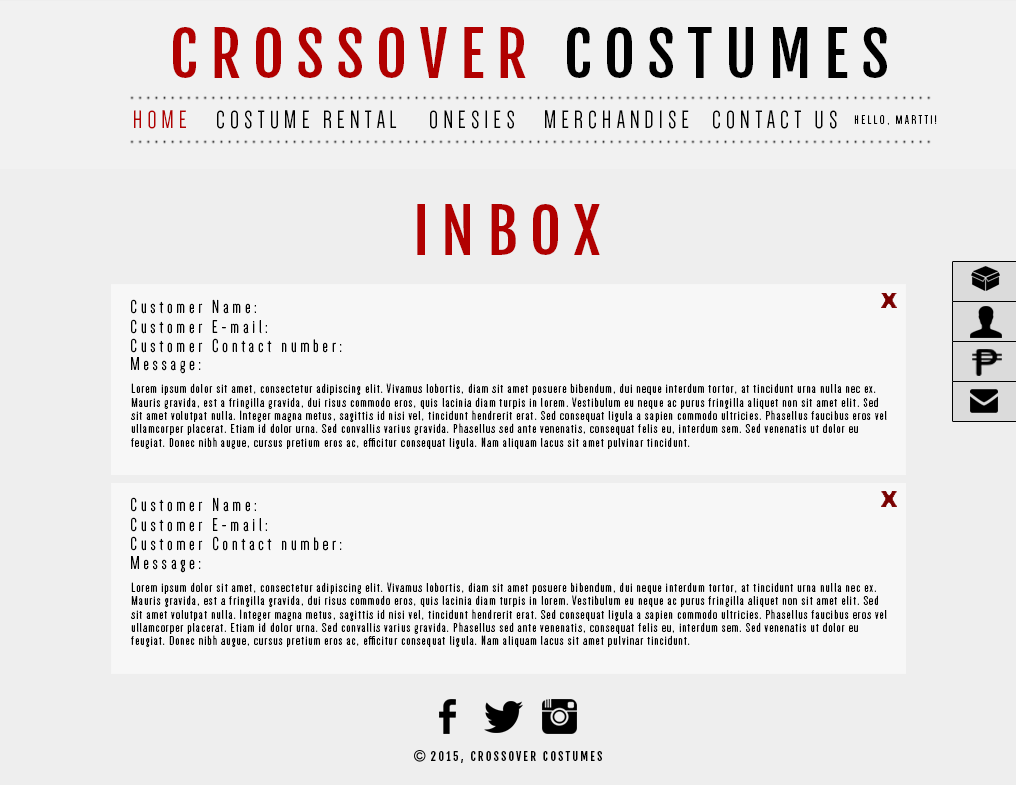 CROSSOVER COSTUMES
HOME COSTUME RENTAL ONESIES MERCHANDISE CONTACT US HELLO, MARTTI!
INBOX
X
Customer Name:
Customer E-mail:
Customer Contact number:
Message:
Lorem ipsum dolor sit amet, consectetur adipiscing elit. Vivamus lobortis, diam sit amet posuere bibendum, dui neque interdum tortor, at tincidunt urna nulla nec ex.
Mauris gravida, est a fringilla gravida, dui risus commodo eros, quis lacinia diam turpis in lorem. Vestibulum eu neque ac purus fringilla aliquet non sit amet elit. Sed
sit amet volutpat nulla. Integer magna metus, sagittis id nisi vel, tincidunt hendrerit erat. Sed consequat ligula a sapien commodo ultricies. Phasellus faucibus eros vel
ullamcorper placerat. Etiam id dolor urna. Sed convallis varius gravida. Phasellus sed ante venenatis, consequat felis eu, interdum sem. Sed venenatis ut dolor eu
feugiat. Donec nibh augue, cursus pretium eros ac, efficitur consequat ligula. Nam aliquam lacus sit amet pulvinar tincidunt.
X
Customer Name:
Customer E-mail:
Customer Contact number:
Message:
Lorem ipsum dolor sit amet, consectetur adipiscing elit. Vivamus lobortis, diam sit amet posuere bibendum, dui neque interdum tortor, at tincidunt urna nulla nec ex.
Mauris gravida, est a fringilla gravida, dui risus commodo eros, quis lacinia diam turpis in lorem. Vestibulum eu neque ac purus fringilla aliquet non sit amet elit. Sed
sit amet volutpat nulla. Integer magna metus, sagittis id nisi vel, tincidunt hendrerit erat. Sed consequat ligula a sapien commodo ultricies. Phasellus faucibus eros vel
ullamcorper placerat. Etiam id dolor urna. Sed convallis varius gravida. Phasellus sed ante venenatis, consequat felis eu, interdum sem. Sed venenatis ut dolor eu
feugiat. Donec nibh augue, cursus pretium eros ac, efficitur consequat ligula. Nam aliquam lacus sit amet pulvinar tincidunt.
© 2015, CROSSOVER COSTUMES